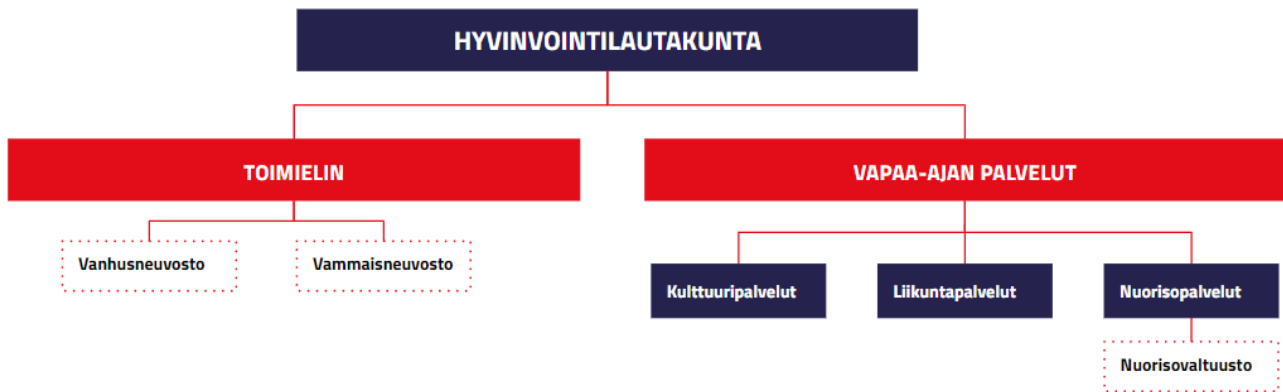 HYVINVOINTILAUTAKUNTA
TOIMIELIN
VAPAA-AJAN PALVELUT
Vanhusneuvosto
Vammaisneuvosto
Kulttuuripalvelut
Liikuntapalvelut
Nuorisopalvelut
Nuorisovaltuusto